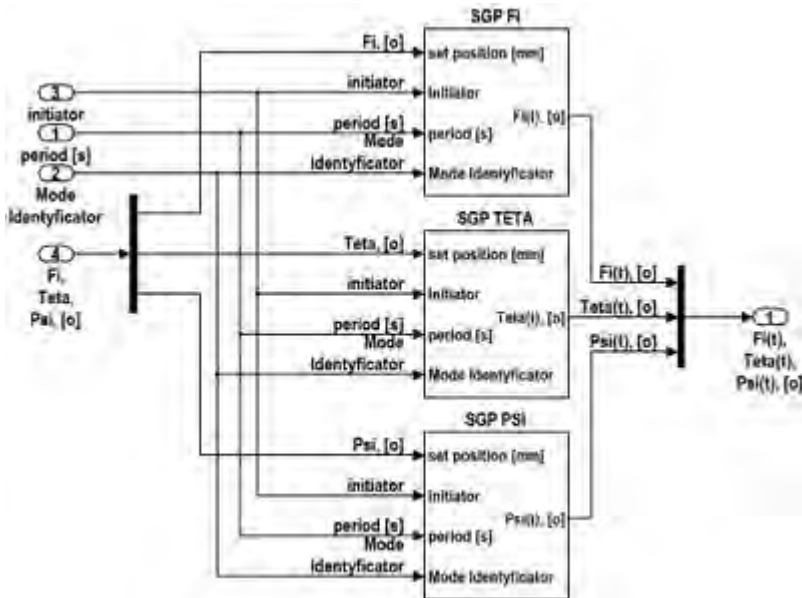 SGP Fi
Fi, [o]
set position [mm]
3
initiator
initiator
Initiator
Fi(t), [o]
1
period [s]
period [s]
period [s]
2
Mode
Identyficator
Mode
Identyficator
Mode Identyficator
4
Fi,
Teta,
Psi, [o]
SGP TETA
Teta, [o]
set position [mm]
initiator
Initiator
Teta(t), [o]
period [s]
Mode
period [s]
Identyficator
Mode Identyficator
Fi(t), [o]
Teta(t), [o]
Psi(t), [o]
1
Fi(t),
Teta(t),
Psi(t), [o]
SGP PSI
Psi, [o]
set position [mm]
initiator
Initiator
Psi(t), [o]
period [s]
Mode
period [s]
Identyficator
Mode Identyficator